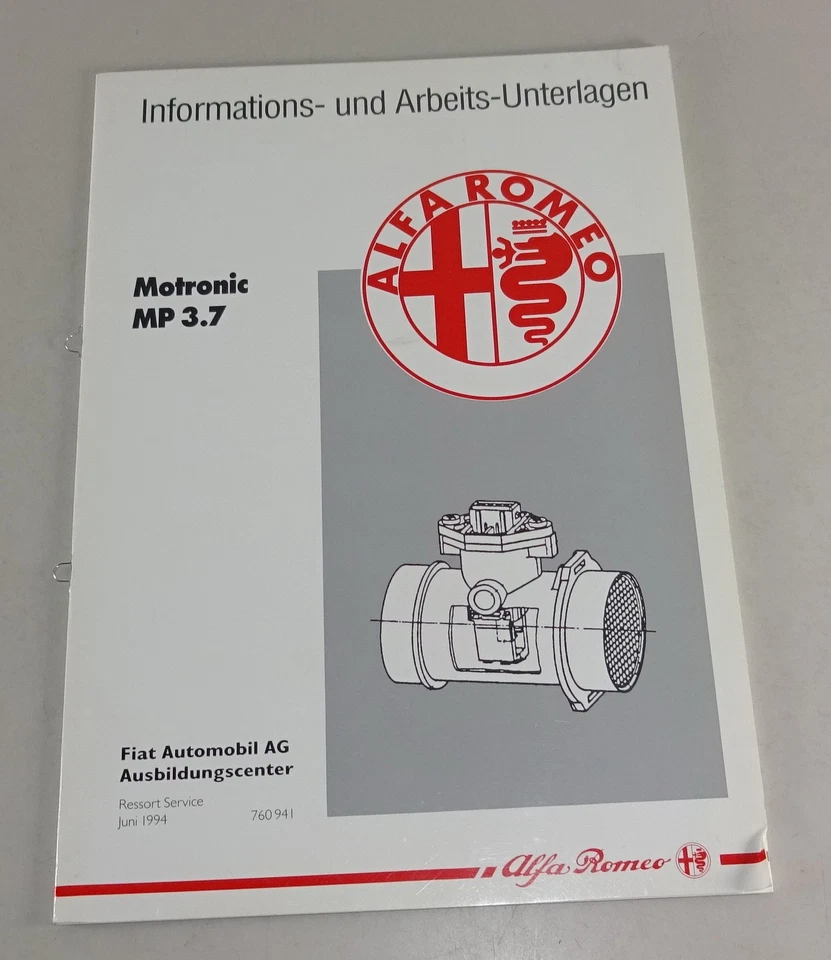 Informations- und Arbeits-Unterlagen
ALFA ROMEO
Motronic
MP 3.7
Fiat Automobil AG
Ausbildungscenter
Ressort Service
Juni 1994 760 941
Alfa Romeo